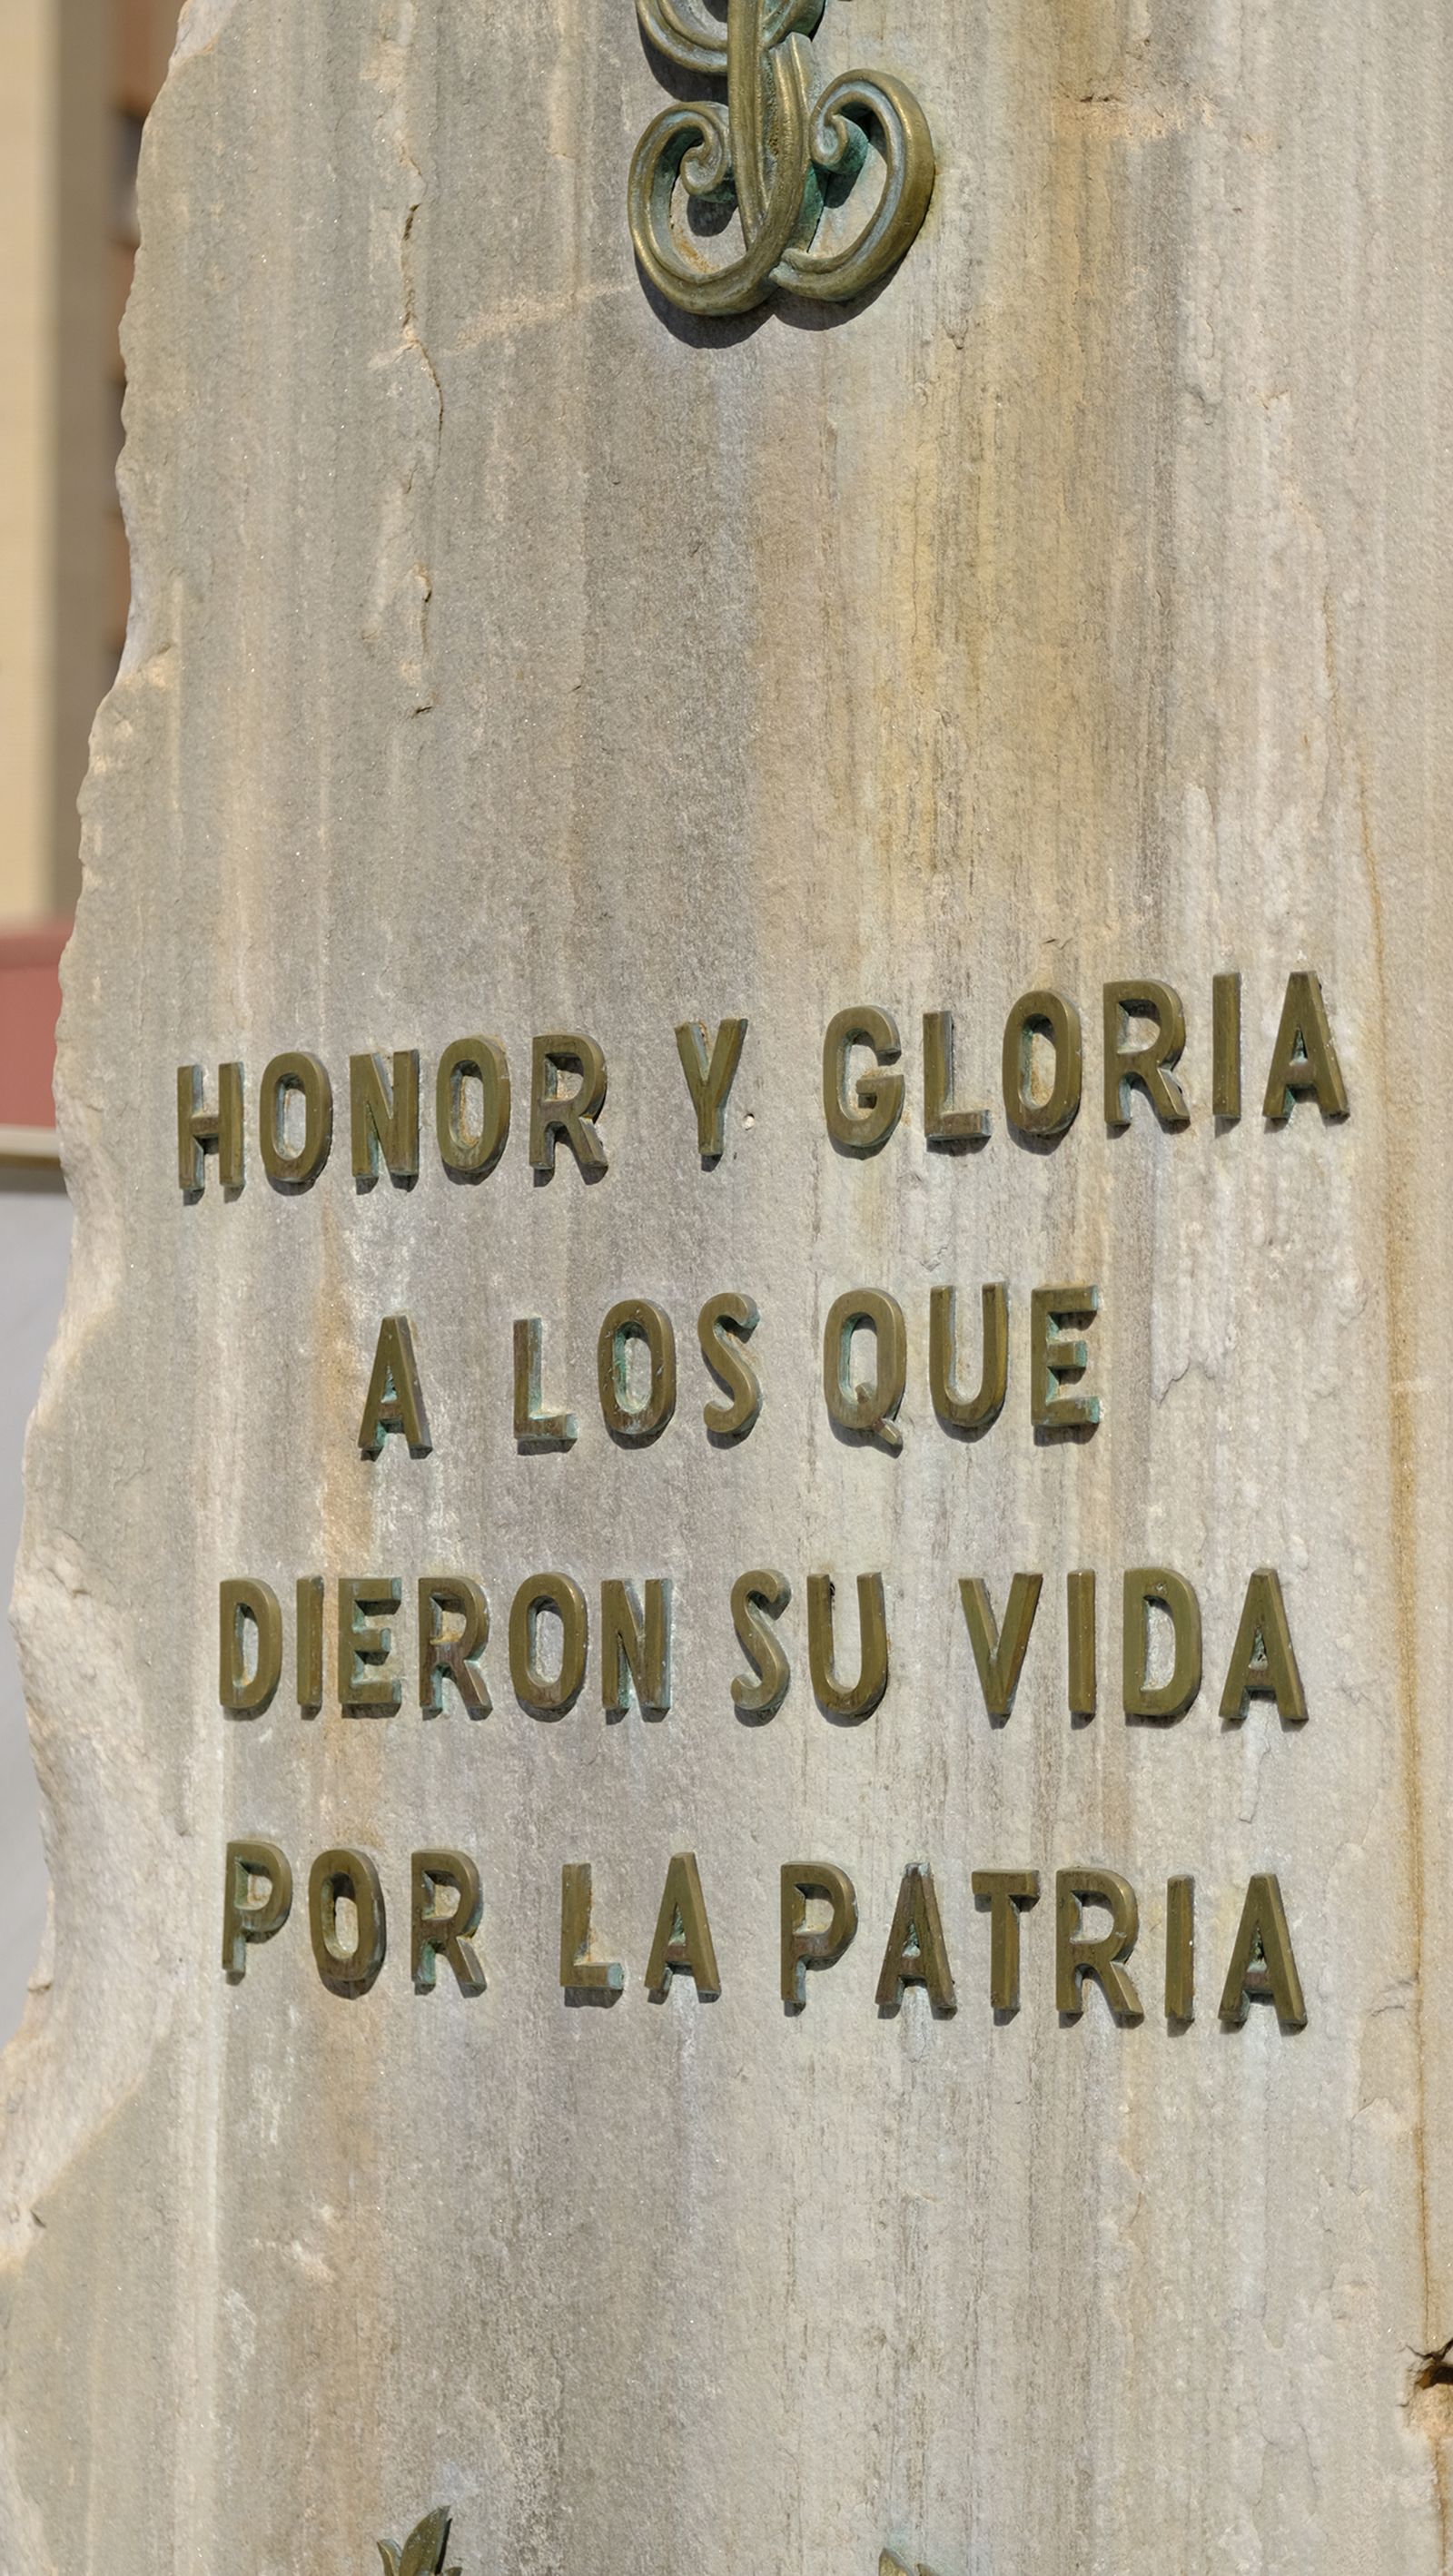 HONOR Y GLORIA
A LOS QUE
DIERON SU VIDA
POR LA PATRIA